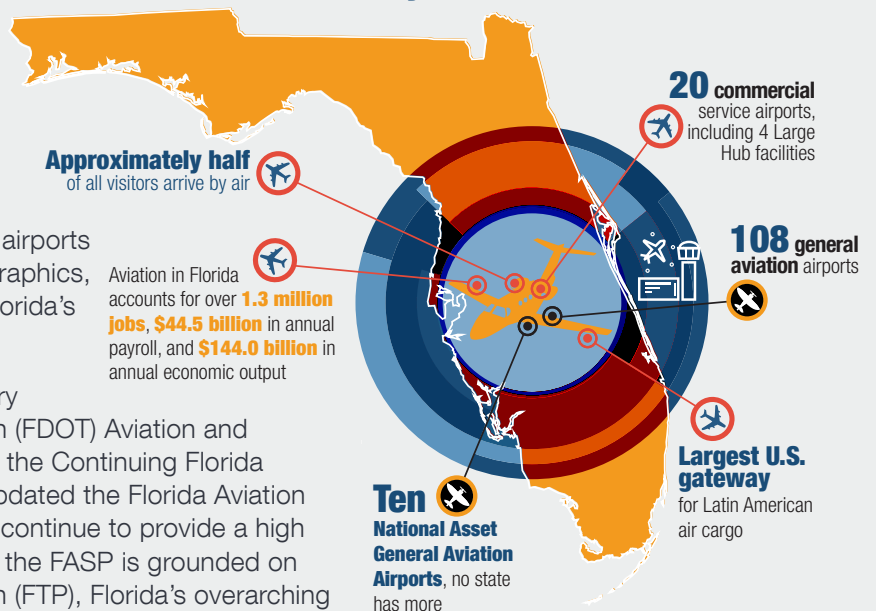 20 commercial
service airports,
including 4 Large
Hub facilities
Approximately half
of all visitors arrive by air
108 general
aviation airports
Aviation in Florida
accounts for over 1.3 million
jobs, $44.5 billion in annual
payroll, and $144.0 billion in
annual economic output
Largest U.S.
gateway
for Latin American
air cargo
Ten
National Asset
General Aviation
Airports, no state
has more
airports
raphics,
orida's
ry
n (FDOT) Aviation and
the Continuing Florida
pdated the Florida Aviation
continue to provide a high
the FASP is grounded on
n (FTP), Florida's overarching